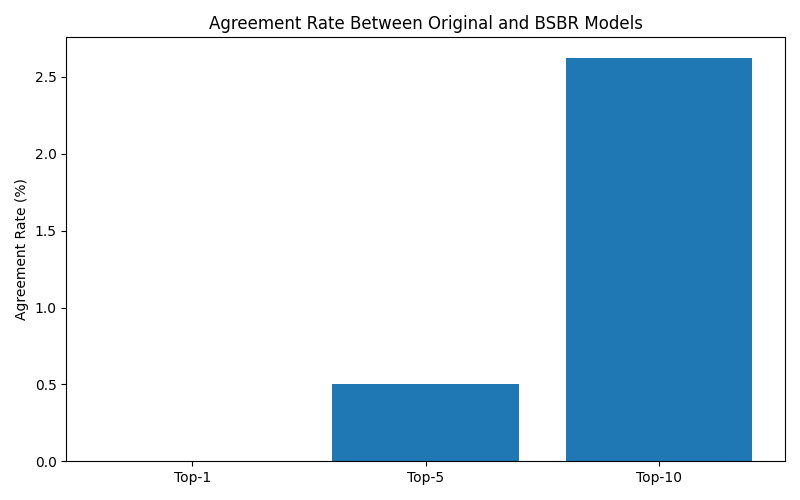 Agreement Rate Between Original and BSBR Models
Agreement Rate (%)
2.5
2.0
1.5
1.0
0.5
0.0
Top-1
Top-5
Top-10